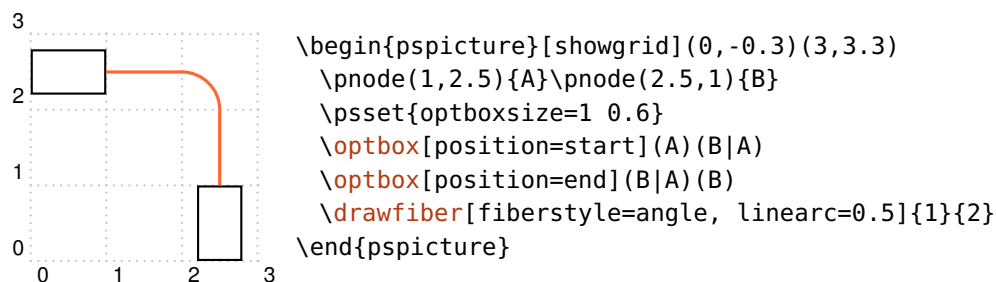 3
2
1
0
0 1 2 3
\begin{pspicture}[showgrid](0,-0.3)(3,3.3)
  \pnode(1,2.5){A}\pnode(2.5,1){B}
  \psset{optboxsize=1 0.6}
  \optbox[position=start](A)(B|A)
  \optbox[position=end](B|A)(B)
  \drawfiber[fiberstyle=angle, linearc=0.5]{1}{2}
\end{pspicture}